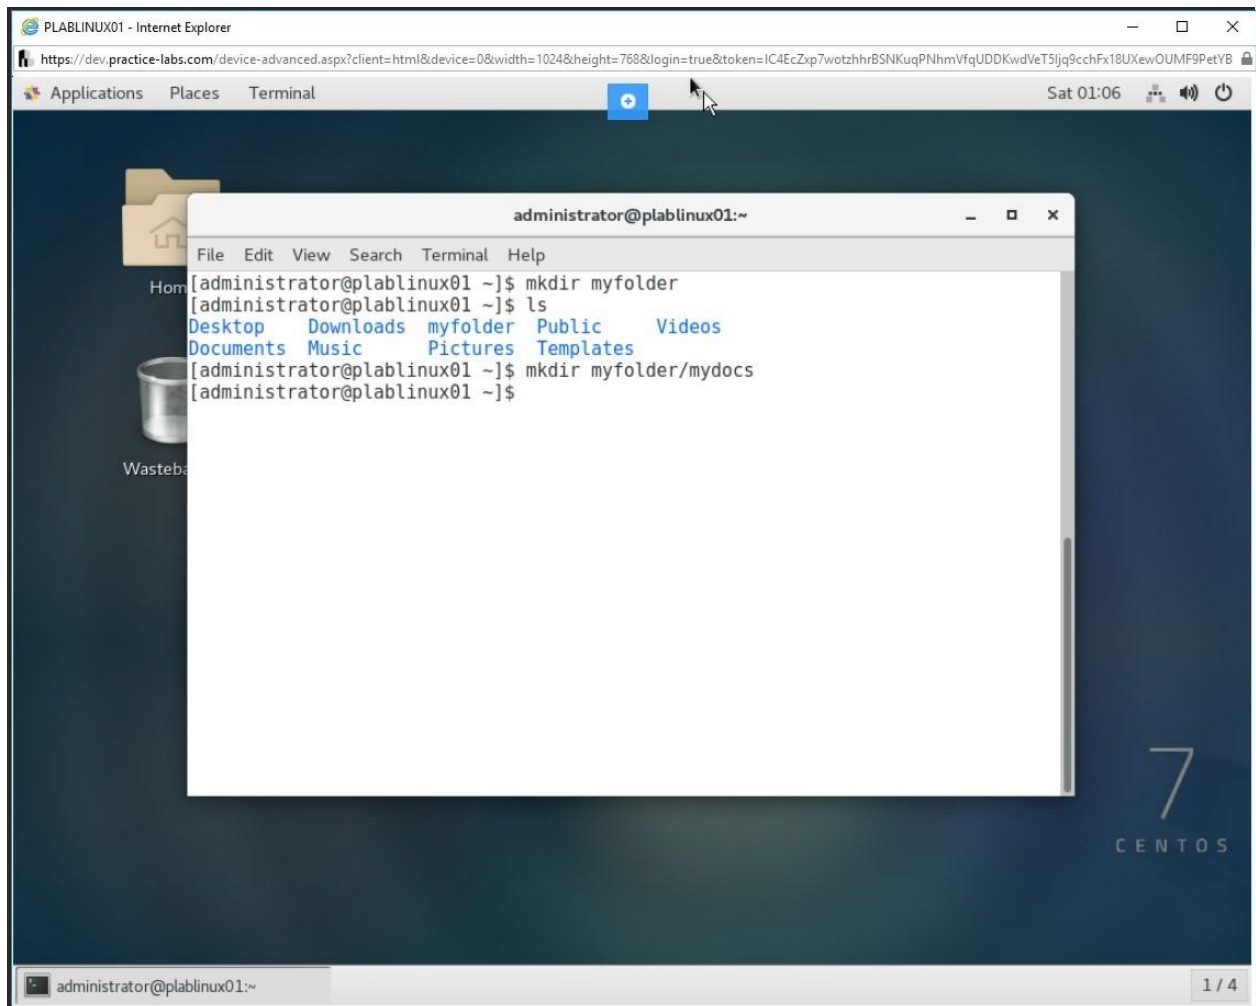 PLABLINUX01 - Internet Explorer
https://dev.practice-labs.com/device-advanced.aspx?client=html&device=0&width=1024&height=768&login=true&token=IC4EcZxp7wotzhhrBSNKuqPNhmVfqUDDKwdVeT5Ijq9cchFx18UXewOUMF9PetYB
Applications Places Terminal Sat 01:06
administrator@plablinux01:~
File Edit View Search Terminal Help
[administrator@plablinux01 ~]$ mkdir myfolder
[administrator@plablinux01 ~]$ ls
Desktop Downloads myfolder Public Videos
Documents Music Pictures Templates
[administrator@plablinux01 ~]$ mkdir myfolder/mydocs
[administrator@plablinux01 ~]$
Hom
Wasteba
7
CENTOS
administrator@plablinux01:~
1 / 4